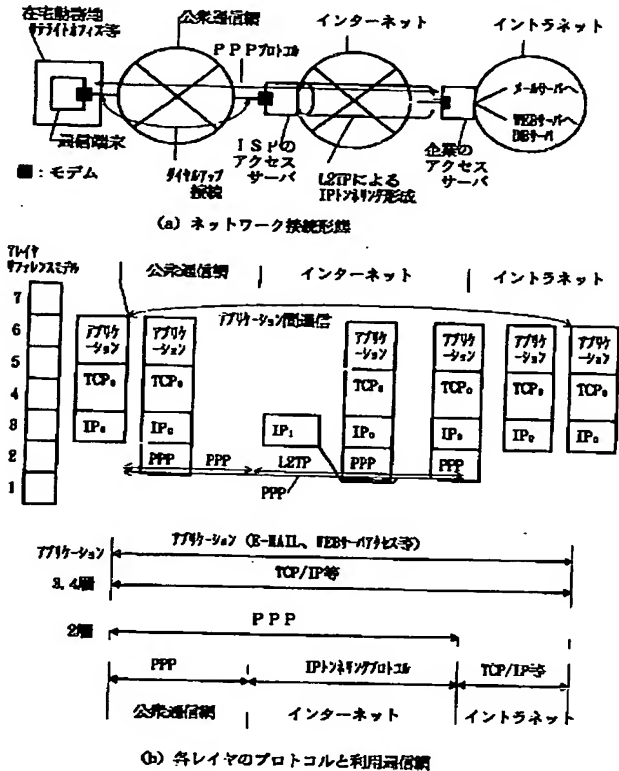 在宅勤務地
サテライトオフィス等
公衆通信網
インターネット
イントラネット
PPPプロトコル
メールサーバへ
WEBサーバへ
DBサーバ
通信端末
ISPの
アクセス
サーバ
企業の
アクセス
サーバ
■:モデム
ダイヤルアップ
接続
L2TPによる
IPトンネリング形成
(a) ネットワーク接続形態
7レイヤ
リファレンスモデル
公衆通信網
インターネット
イントラネット
7
6
5
4
3
2
1
アプリケーション間通信
アプリケ
ーション
TCP₀
IP₀
アプリケ
ーション
TCP₀
IP₀
PPP
PPP
IP₁
L2TP
PPP
アプリケ
ーション
TCP₀
IP₀
PPP
アプリケ
ーション
TCP₀
IP₀
PPP
アプリケ
ーション
TCP₀
IP₀
アプリケ
ーション
TCP₀
IP₀
アプリケーション
アプリケーション(E-MAIL、WEBサーバアクセス等)
3,4層
TCP/IP等
2層
PPP
PPP
IPトンネリングプロトコル
TCP/IP等
公衆通信網
インターネット
イントラネット
(b) 各レイヤのプロトコルと利用通信網